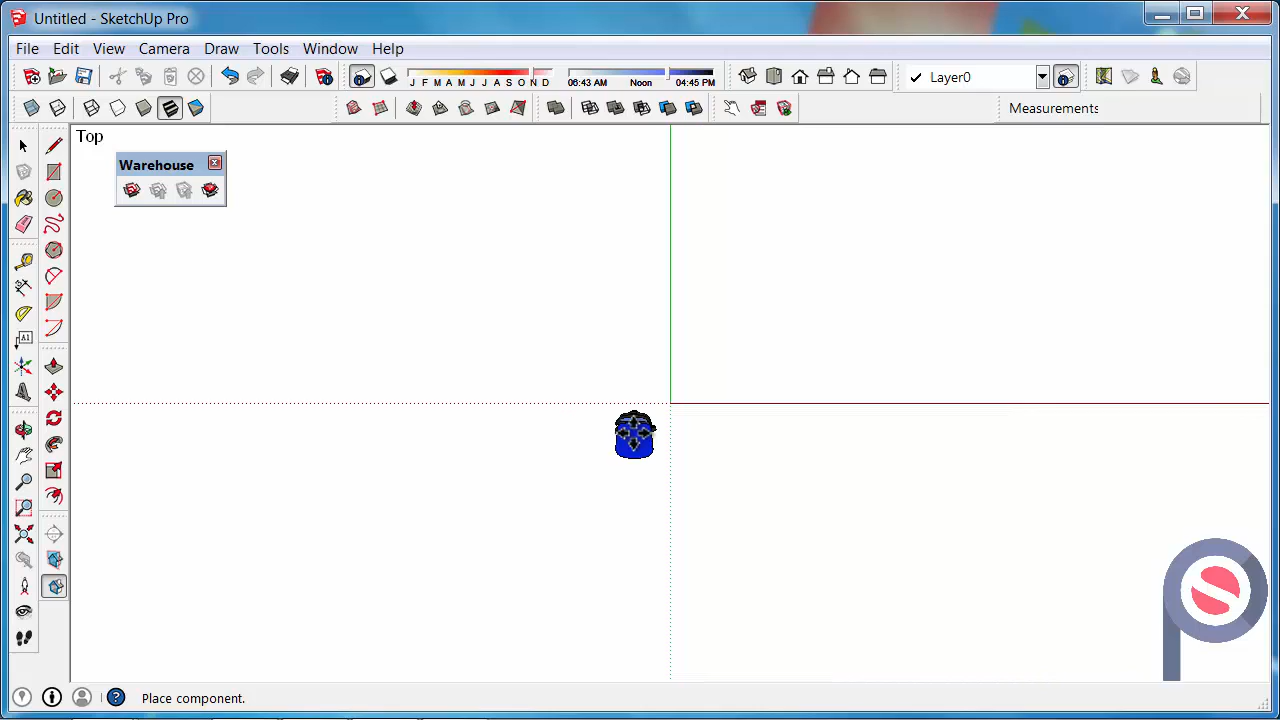 Untitled - SketchUp Pro
File Edit View Camera Draw Tools Window Help
J F M A M J J A S O N D
06:43 AM Noon 04:45 PM
Layer0
Measurements
Top
Warehouse
A1
Place component.